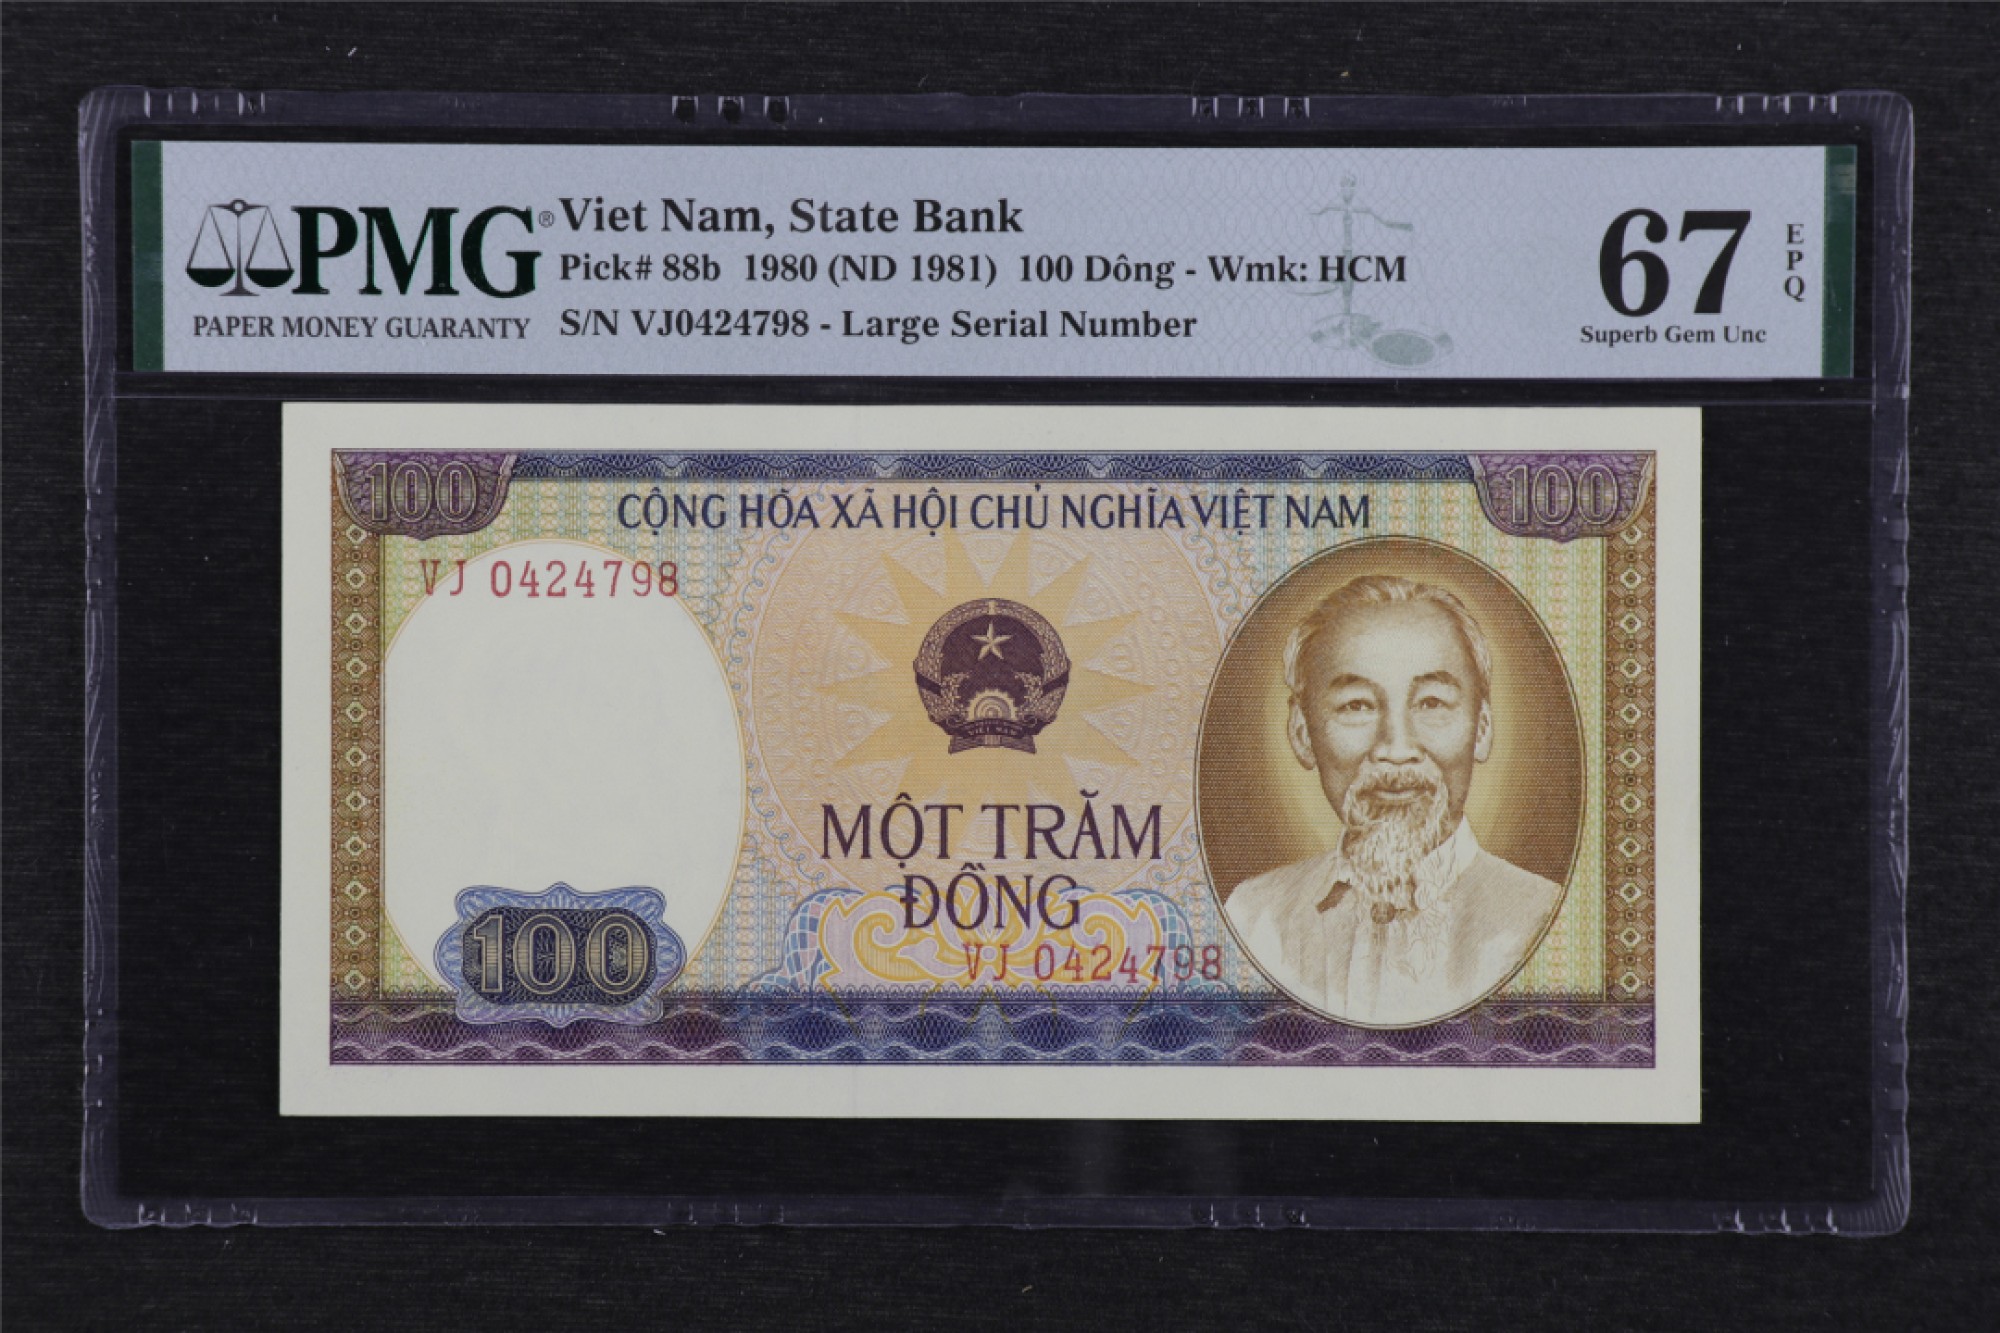 PMG®
PAPER MONEY GUARANTY
Viet Nam, State Bank
Pick# 88b 1980 (ND 1981) 100 Dông - Wmk: HCM
S/N VJ0424798 - Large Serial Number
67
EPQ
Superb Gem Unc
100
100
CỘNG HÒA XÃ HỘI CHỦ NGHĨA VIỆT NAM
VJ 0424798
VIỆT NAM
MỘT TRĂM
ĐỒNG
100
VJ 0424798